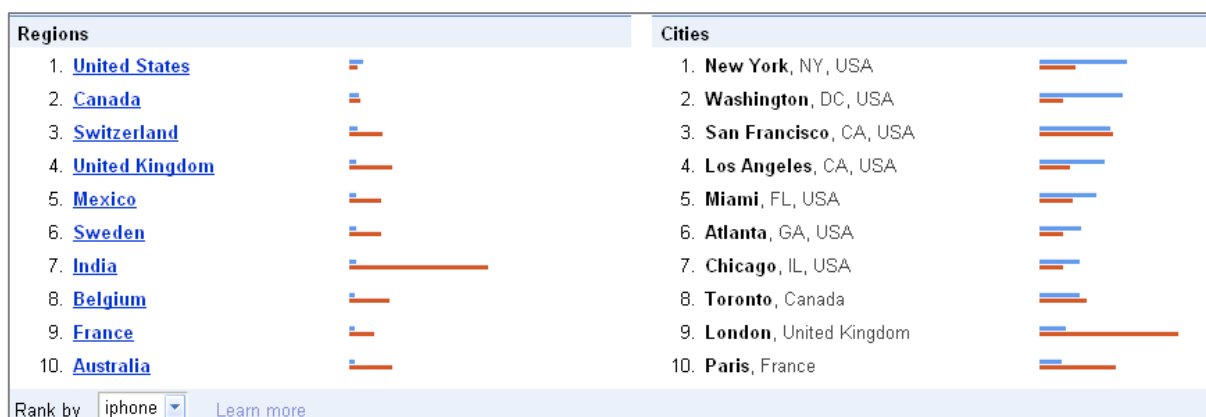 Regions
1. United States
2. Canada
3. Switzerland
4. United Kingdom
5. Mexico
6. Sweden
7. India
8. Belgium
9. France
10. Australia
Cities
1. New York, NY, USA
2. Washington, DC, USA
3. San Francisco, CA, USA
4. Los Angeles, CA, USA
5. Miami, FL, USA
6. Atlanta, GA, USA
7. Chicago, IL, USA
8. Toronto, Canada
9. London, United Kingdom
10. Paris, France
Rank by iphone Learn more